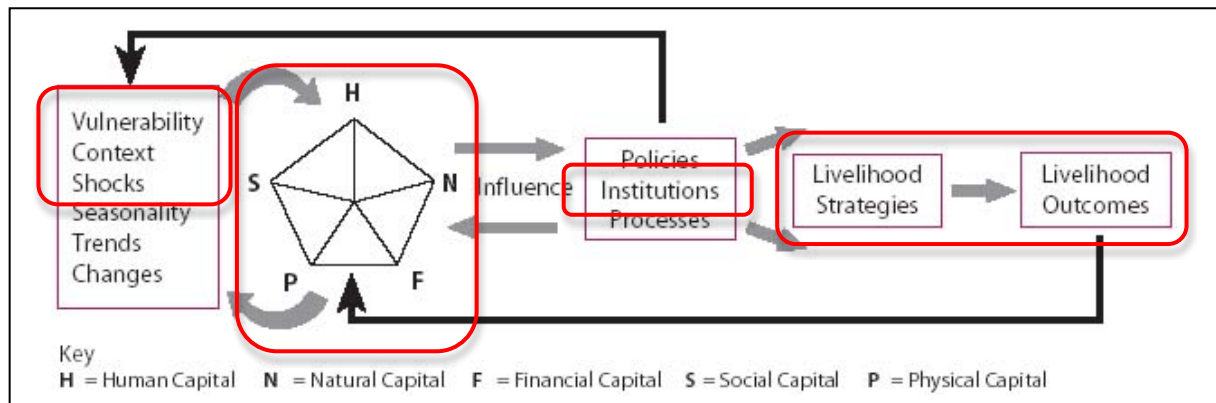 Vulnerability
Context
Shocks
Seasonality
Trends
Changes
H
S
N
P
F
Influence
Policies
Institutions
Processes
Livelihood
Strategies
Livelihood
Outcomes
Key
H = Human Capital N = Natural Capital F = Financial Capital S = Social Capital P = Physical Capital